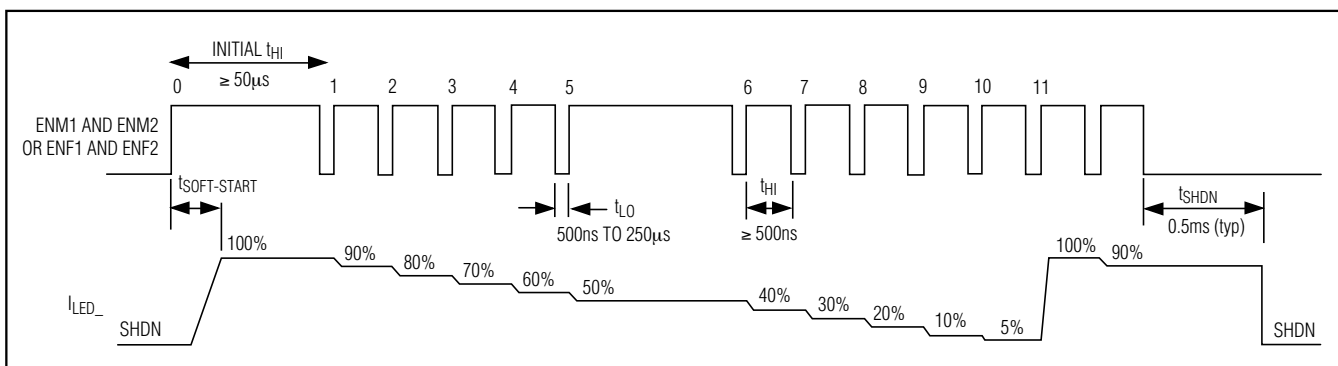 INITIAL tHI
≥ 50μs
0 1 2 3 4 5 6 7 8 9 10 11
ENM1 AND ENM2
OR ENF1 AND ENF2
tSOFT-START
tLO
500ns TO 250μs
tHI
≥ 500ns
tSHDN
0.5ms (typ)
100% 90% 80% 70% 60% 50% 40% 30% 20% 10% 5% 100% 90%
ILED_
SHDN
SHDN